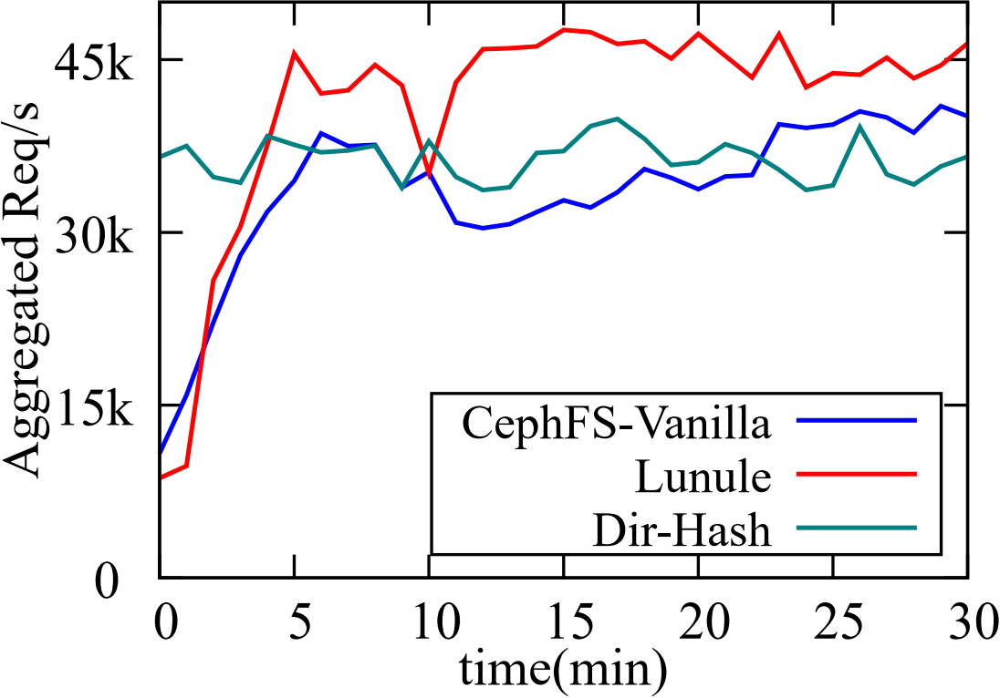 Aggregated Req/s
45k
30k
15k
0
CephFS-Vanilla
Lunule
Dir-Hash
0 5 10 15 20 25 30
time(min)